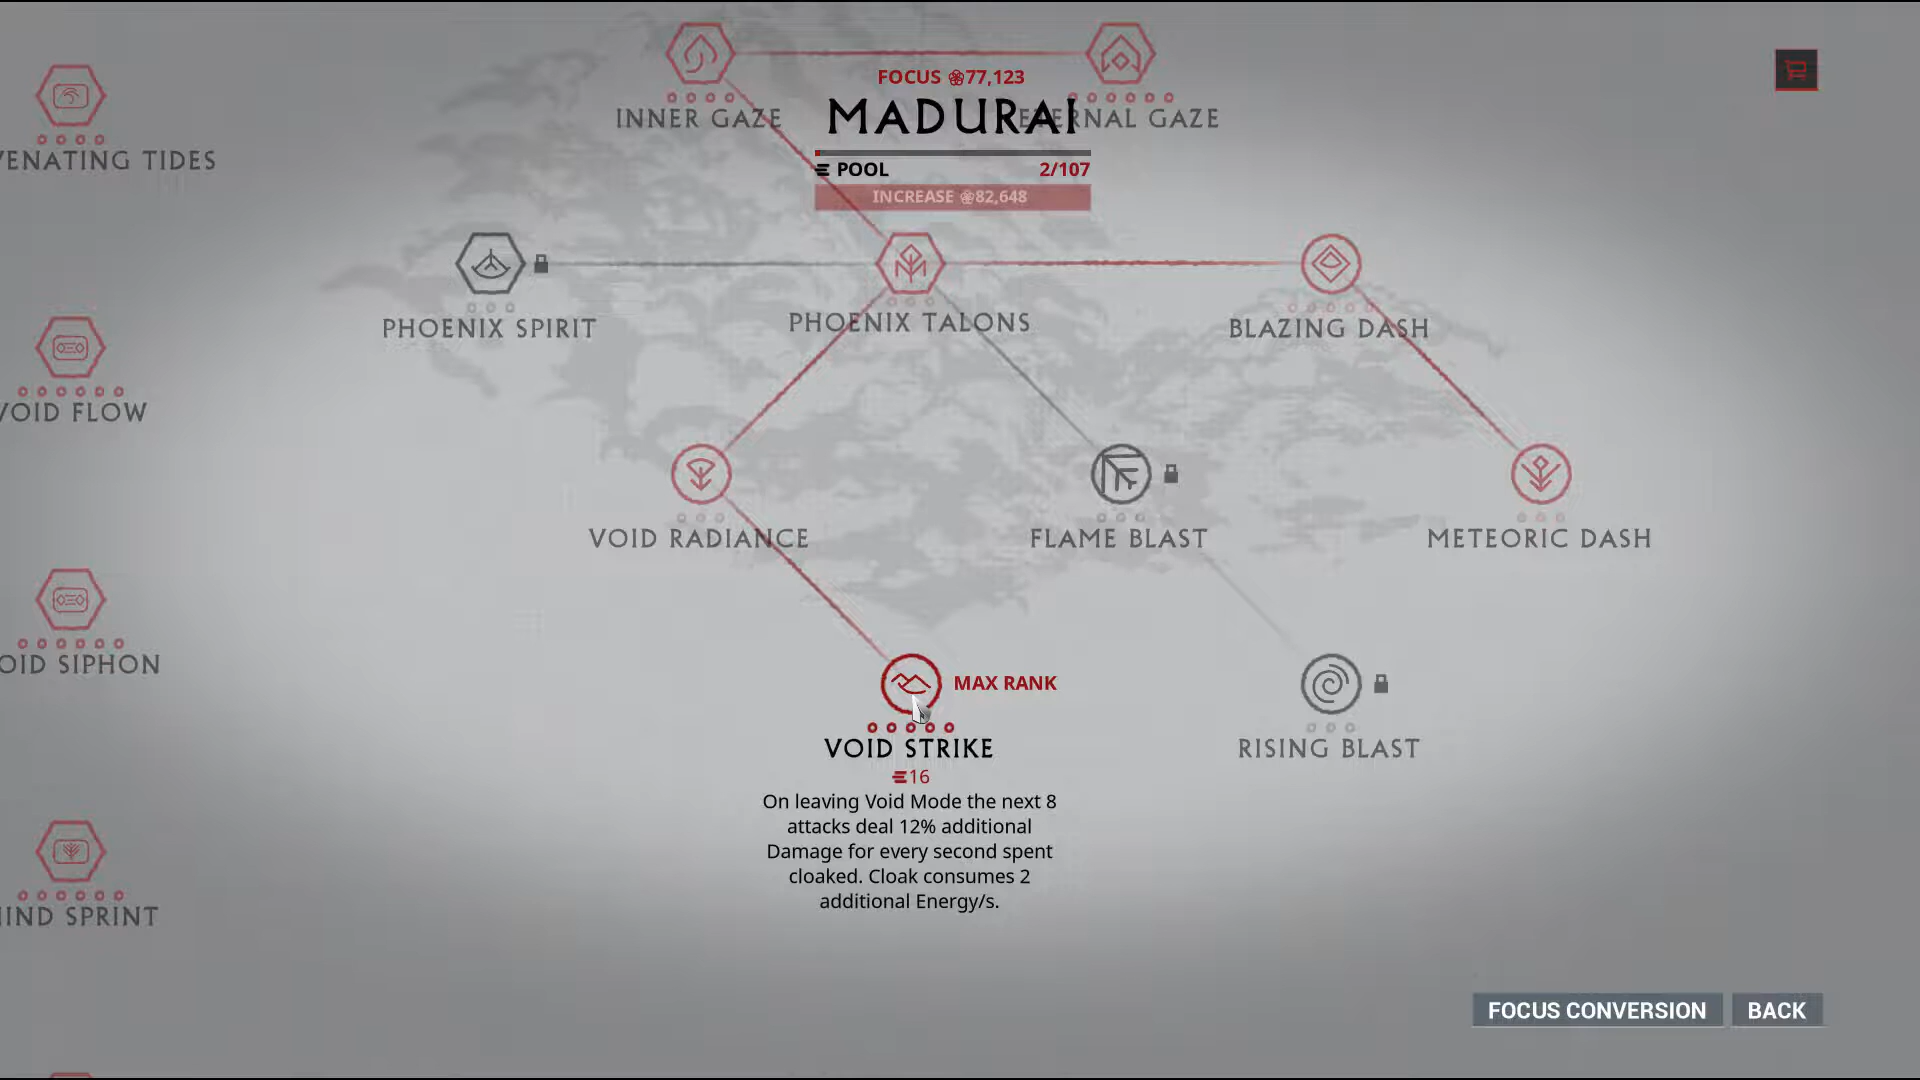 INNER GAZE
FOCUS 77,123
MADURAI
ERNAL GAZE
POOL 2/107
INCREASE 82,648
VENATING TIDES
PHOENIX SPIRIT
PHOENIX TALONS
BLAZING DASH
VOID FLOW
VOID RADIANCE
FLAME BLAST
METEORIC DASH
OID SIPHON
MAX RANK
VOID STRIKE
16
On leaving Void Mode the next 8
attacks deal 12% additional
Damage for every second spent
cloaked. Cloak consumes 2
additional Energy/s.
RISING BLAST
IND SPRINT
FOCUS CONVERSION
BACK